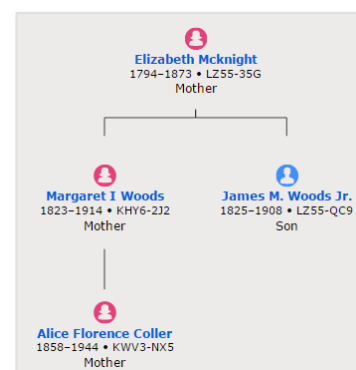 Elizabeth Mcknight
1794–1873 • LZ55-35G
Mother
Margaret I Woods
1823–1914 • KHY6-2J2
Mother
James M. Woods Jr.
1825–1908 • LZ55-QC9
Son
Alice Florence Coller
1858–1944 • KWV3-NX5
Mother